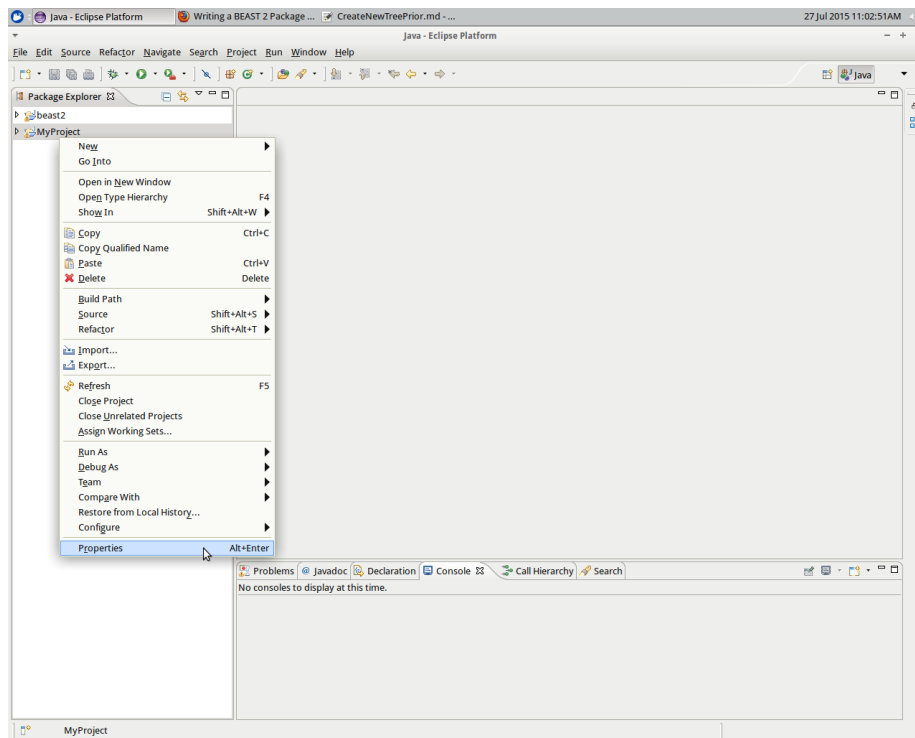 Java - Eclipse Platform Writing a BEAST 2 Package ... CreateNewTreePrior.md - ... 27 Jul 2015 11:02:51AM
Java - Eclipse Platform
File Edit Source Refactor Navigate Search Project Run Window Help
Java
Package Explorer
beast2
MyProject
New
Go Into
Open in New Window
Open Type Hierarchy F4
Show In Shift+Alt+W
Copy Ctrl+C
Copy Qualified Name
Paste Ctrl+V
Delete Delete
Build Path
Source Shift+Alt+S
Refactor Shift+Alt+T
Import...
Export...
Refresh F5
Close Project
Close Unrelated Projects
Assign Working Sets...
Run As
Debug As
Team
Compare With
Restore from Local History...
Configure
Properties Alt+Enter
Problems @ Javadoc Declaration Console Call Hierarchy Search
No consoles to display at this time.
MyProject